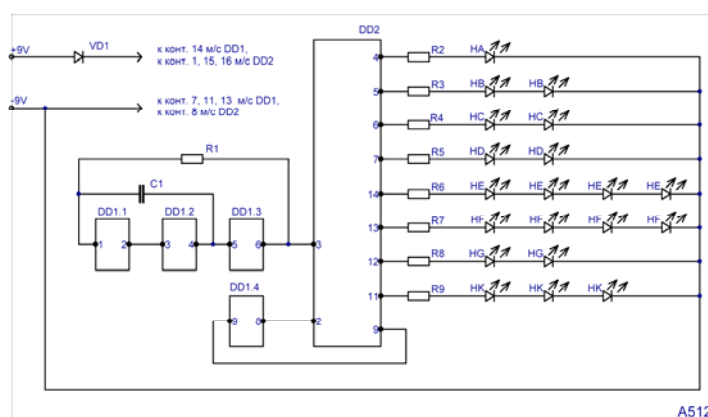 DD2
+9V
VD1
к конт. 14 м/с DD1,
к конт. 1, 15, 16 м/с DD2
-9V
к конт. 7, 11, 13 м/с DD1,
к конт. 8 м/с DD2
4
R2
HA
5
R3
HB
HB
6
R4
HC
HC
7
R5
HD
HD
14
R6
HE
HE
HE
HE
13
R7
HF
HF
HF
HF
12
R8
HG
HG
11
R9
HK
HK
HK
9
R1
C1
DD1.1
DD1.2
DD1.3
1
2
3
4
5
6
3
DD1.4
9
8
2
A512